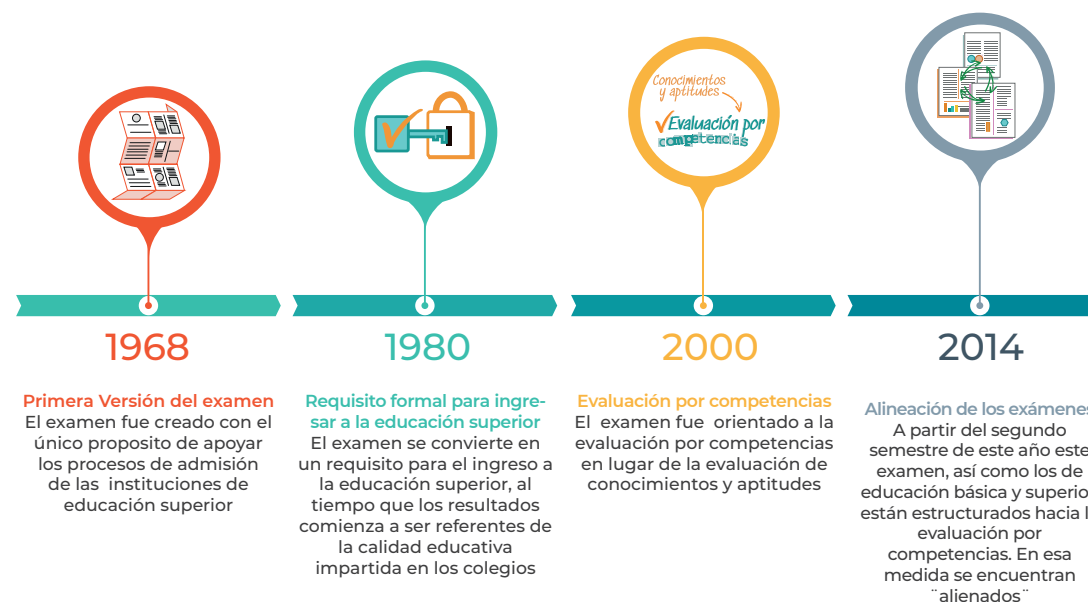 Conocimientos
y aptitudes
Evaluación por
competencias
1968
Primera Versión del examen
El examen fue creado con el
único proposito de apoyar
los procesos de admisión
de las instituciones de
educación superior
1980
Requisito formal para ingre-
sar a la educación superior
El examen se convierte en
un requisito para el ingreso a
la educación superior, al
tiempo que los resultados
comienza a ser referentes de
la calidad educativa
impartida en los colegios
2000
Evaluación por competencias
El examen fue orientado a la
evaluación por competencias
en lugar de la evaluación de
conocimientos y aptitudes
2014
Alineación de los exámenes
A partir del segundo
semestre de este año este
examen, así como los de
educación básica y superio
están estructurados hacia l
evaluación por
competencias. En esa
medida se encuentran
¨alienados¨